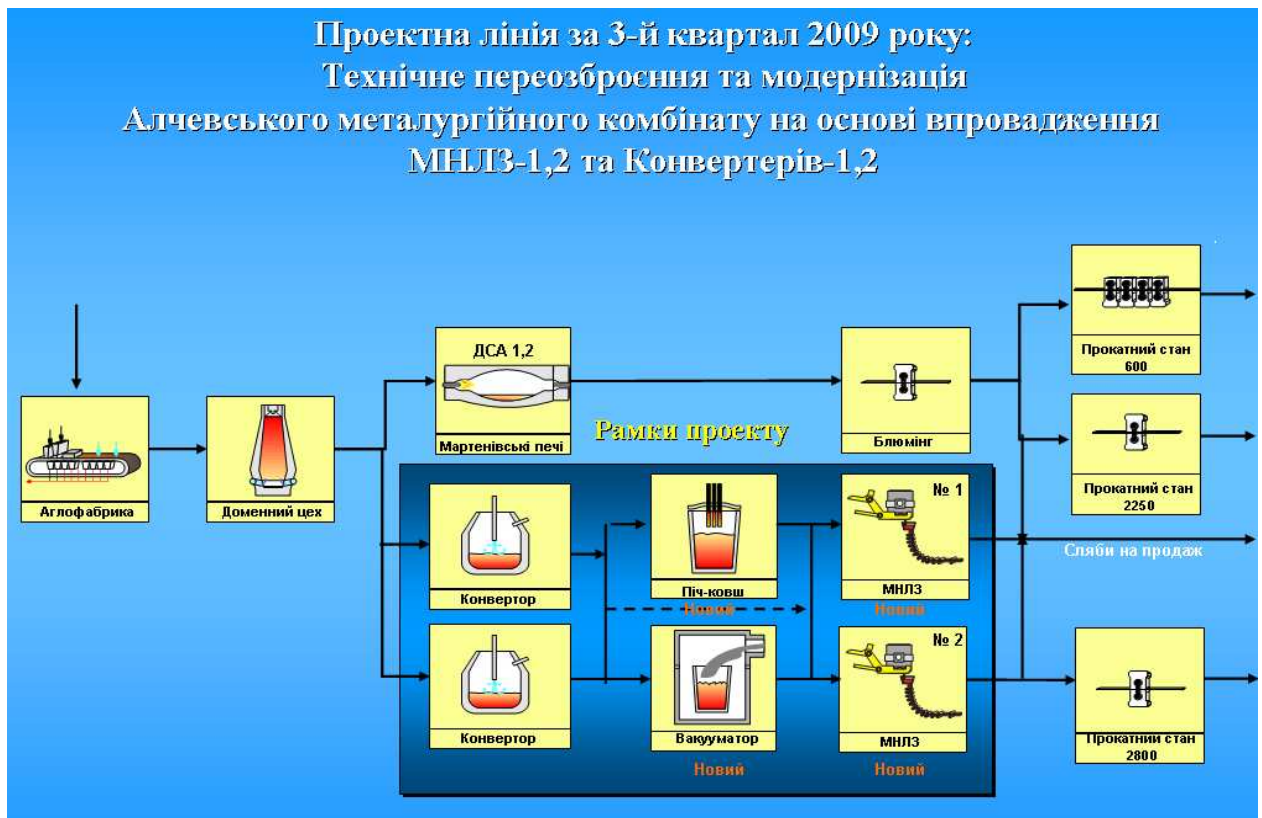 Проектна лінія за 3-й квартал 2009 року:
Технічне переозброєння та модернізація
Алчевського металургійного комбінату на основі впровадження
МНЛЗ-1,2 та Конвертерів-1,2
Прокатний стан
600
ДСА 1,2
Мартенівські печі
Рамки проекту
Блюмінг
Аглофабрика
Доменний цех
Прокатний стан
2250
Конвертор
Піч-ковш
Новий
№ 1
МНЛЗ
Новий
Сляби на продаж
Конвертор
Вакууматор
Новий
№ 2
МНЛЗ
Новий
Прокатний стан
2800